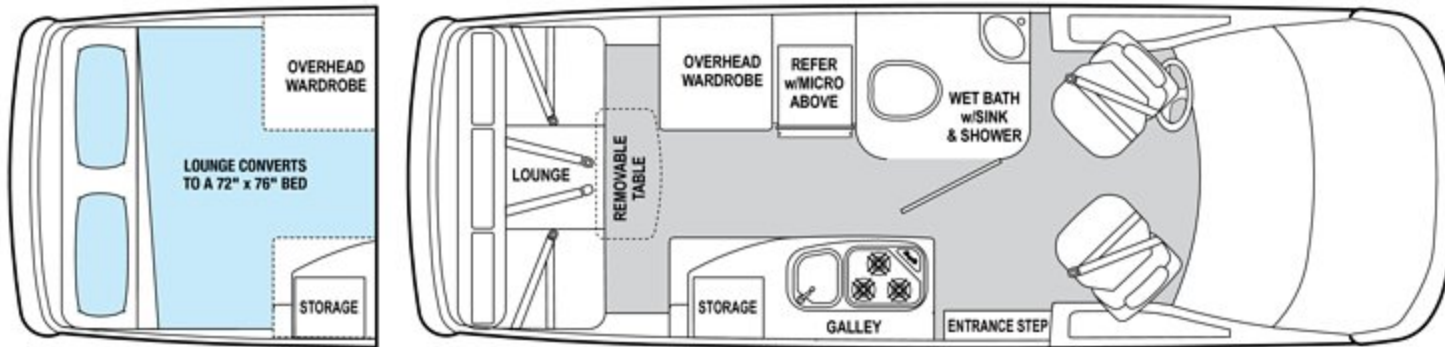 OVERHEAD
WARDROBE
LOUNGE CONVERTS
TO A 72" x 76" BED
STORAGE
LOUNGE
REMOVABLE
TABLE
OVERHEAD
WARDROBE
REFER
w/MICRO
ABOVE
WET BATH
w/SINK
& SHOWER
STORAGE
GALLEY
ENTRANCE STEP